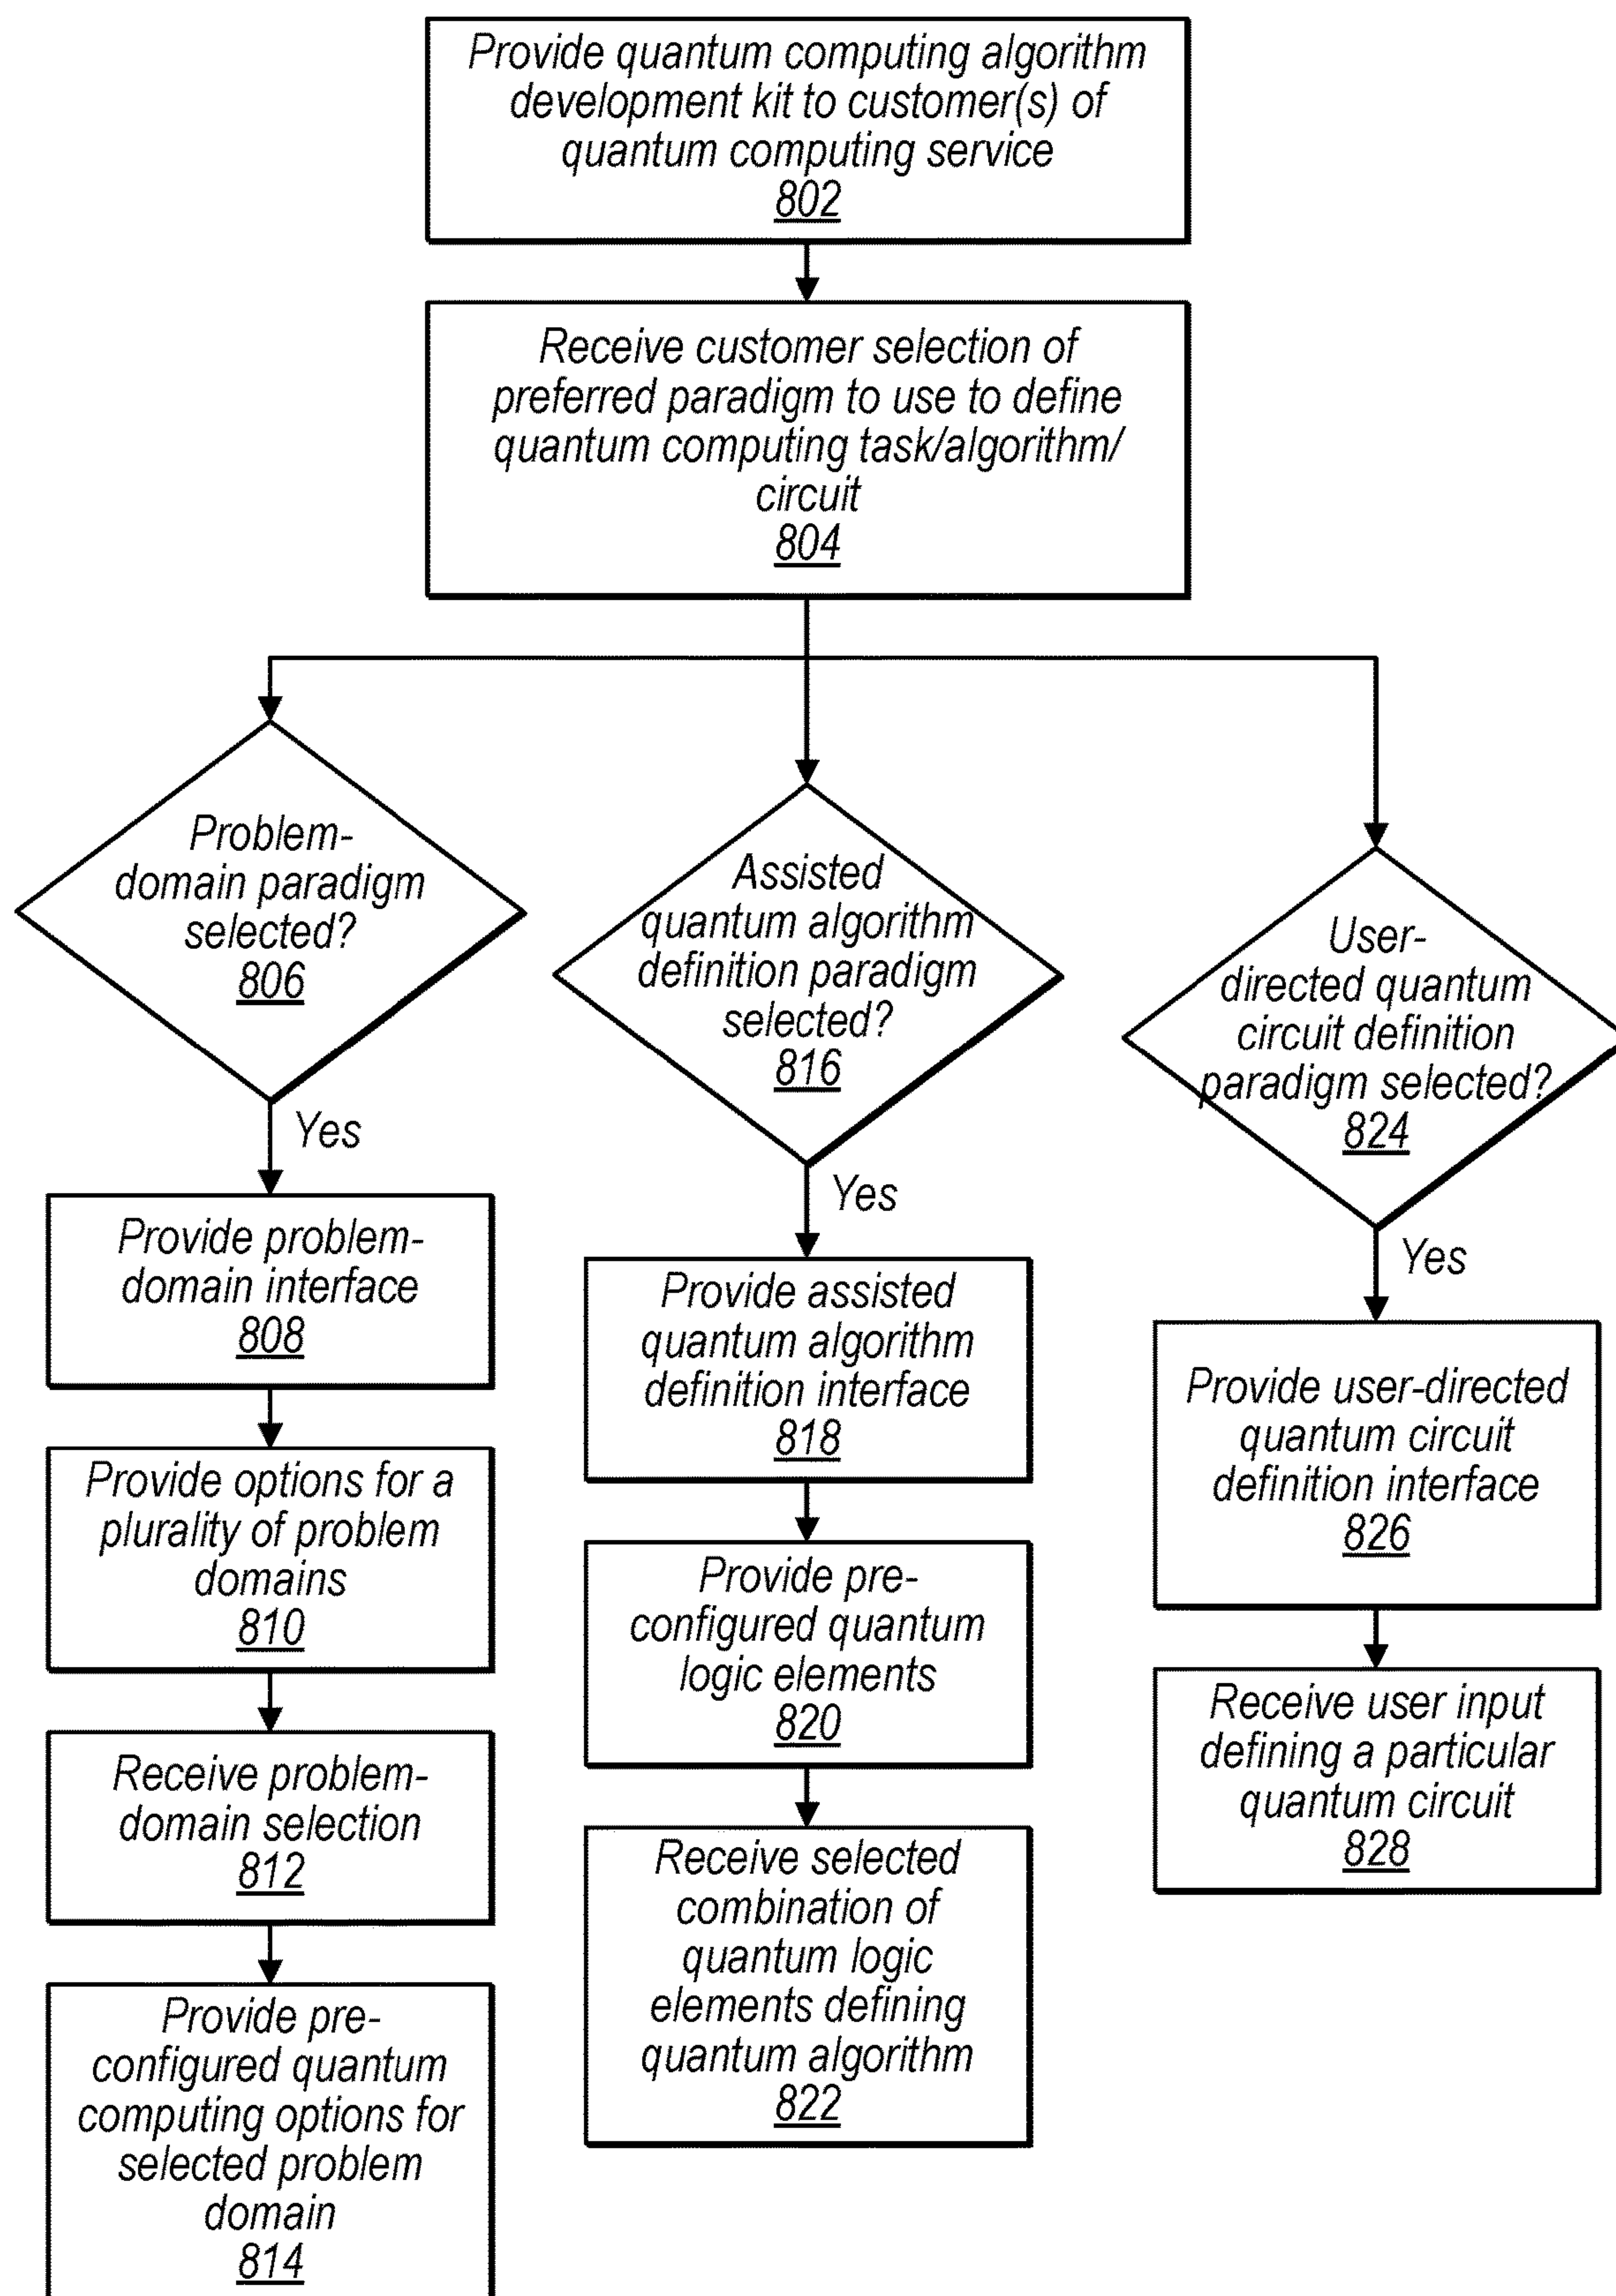 Provide quantum computing algorithm
development kit to customer(s) of
quantum computing service
802
Receive customer selection of
preferred paradigm to use to define
quantum computing task/algorithm/
circuit
804
Problem-
domain paradigm
selected?
806
Yes
Provide problem-
domain interface
808
Provide options for a
plurality of problem
domains
810
Receive problem-
domain selection
812
Provide pre-
configured quantum
computing options for
selected problem
domain
814
Assisted
quantum algorithm
definition paradigm
selected?
816
Yes
Provide assisted
quantum algorithm
definition interface
818
Provide pre-
configured quantum
logic elements
820
Receive selected
combination of
quantum logic
elements defining
quantum algorithm
822
User-
directed quantum
circuit definition
paradigm selected?
824
Yes
Provide user-directed
quantum circuit
definition interface
826
Receive user input
defining a particular
quantum circuit
828